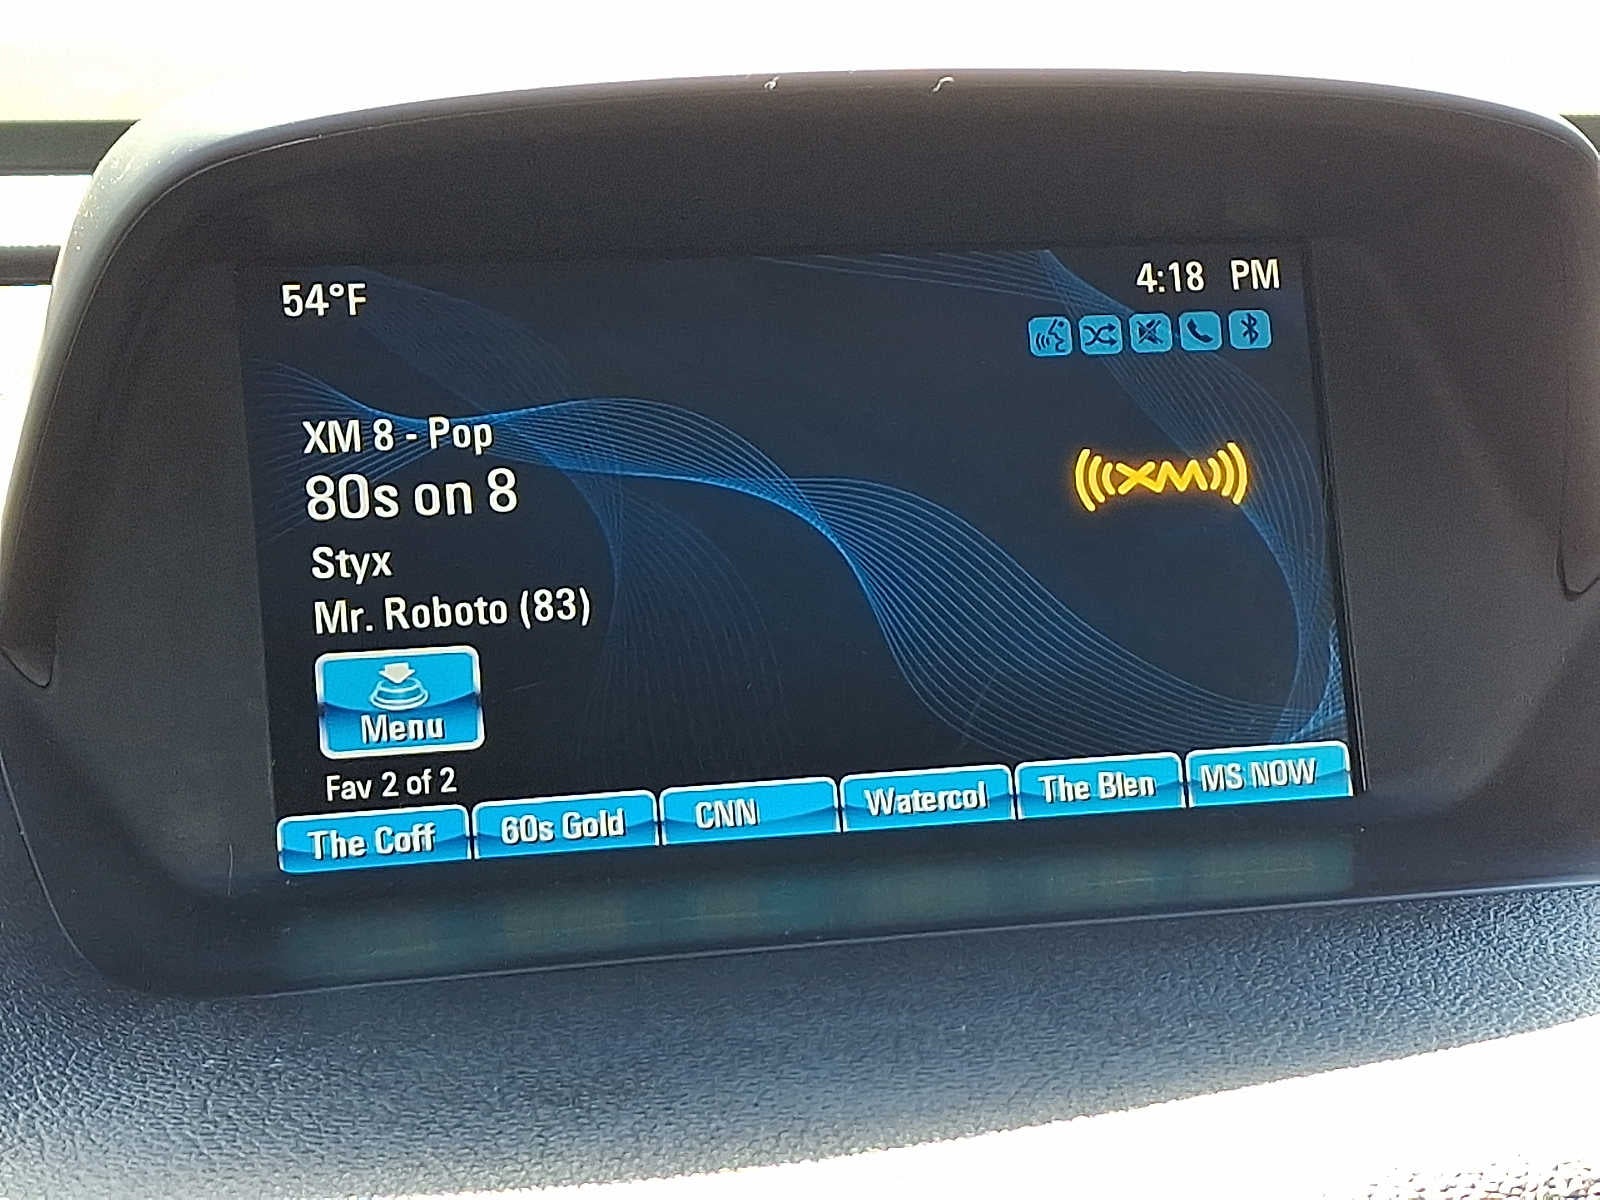 54°F
4:18 PM
XM 8 - Pop
80s on 8
XM
Styx
Mr. Roboto (83)
Menu
Fav 2 of 2
The Coff
60s Gold
CNN
Watercol
The Blen
MS NOW